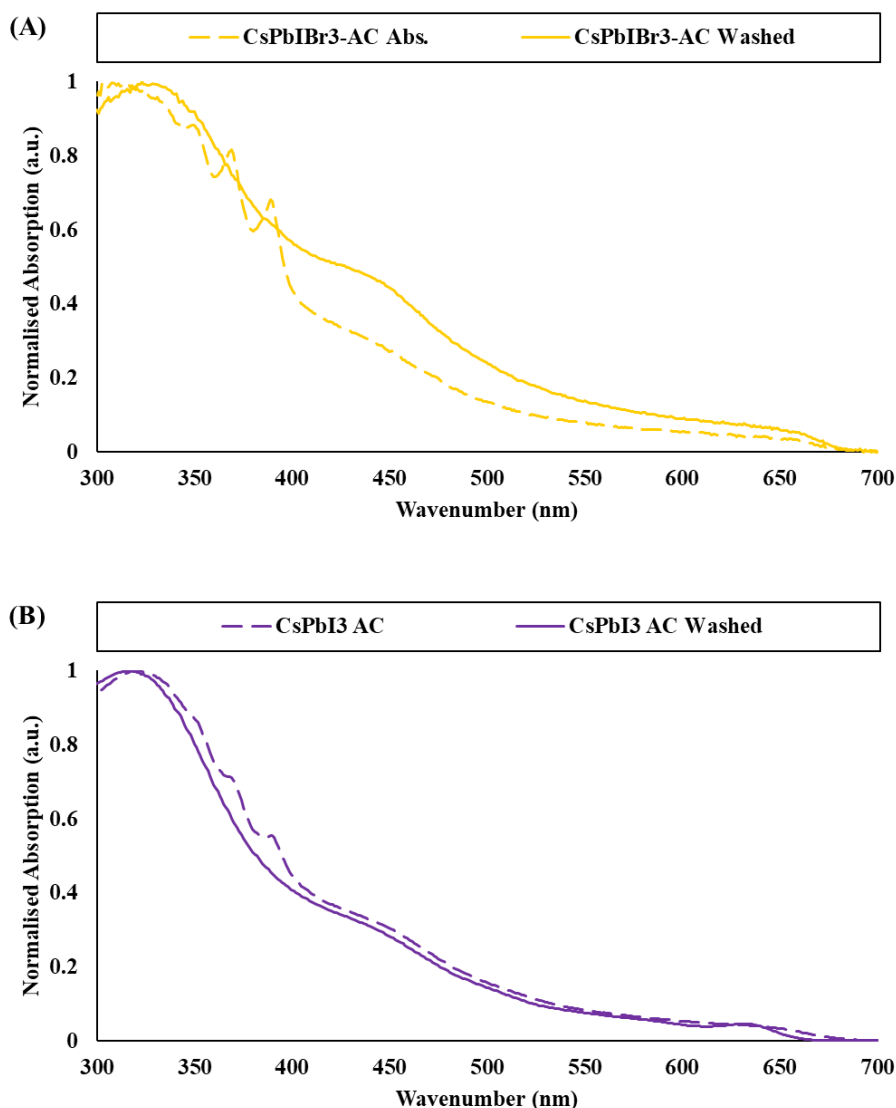 (A)
CsPbIBr3-AC Abs. CsPbIBr3-AC Washed
Normalised Absorption (a.u.)
1
0.8
0.6
0.4
0.2
0
300 350 400 450 500 550 600 650 700
Wavenumber (nm)
(B)
CsPbI3 AC CsPbI3 AC Washed
Normalised Absorption (a.u.)
1
0.8
0.6
0.4
0.2
0
300 350 400 450 500 550 600 650 700
Wavenumber (nm)